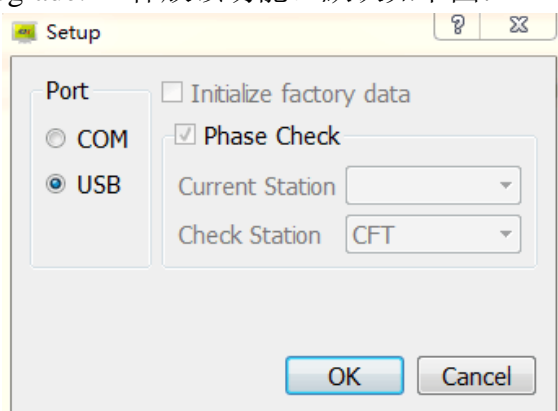 Setup
Port
Initialize factory data
COM
Phase Check
USB
Current Station
Check Station CFT
OK Cancel